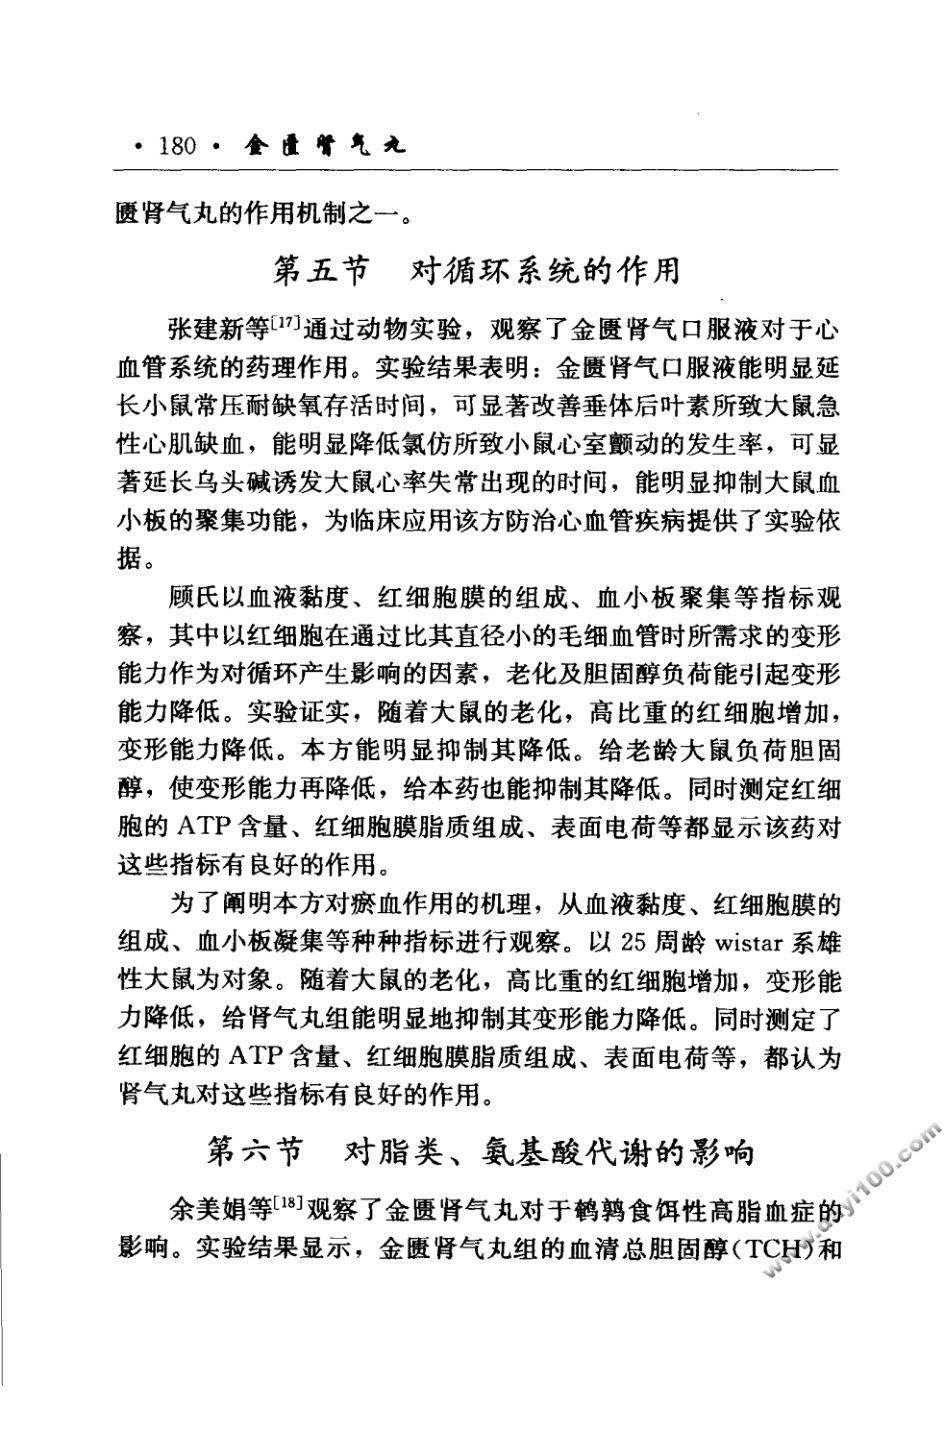 · 180 · 金匮肾气丸
匮肾气丸的作用机制之一。
第五节　对循环系统的作用
张建新等[17]通过动物实验，观察了金匮肾气口服液对于心
血管系统的药理作用。实验结果表明：金匮肾气口服液能明显延
长小鼠常压耐缺氧存活时间，可显著改善垂体后叶素所致大鼠急
性心肌缺血，能明显降低氯仿所致小鼠心室颤动的发生率，可显
著延长乌头碱诱发大鼠心率失常出现的时间，能明显抑制大鼠血
小板的聚集功能，为临床应用该方防治心血管疾病提供了实验依
据。
顾氏以血液黏度、红细胞膜的组成、血小板聚集等指标观
察，其中以红细胞在通过比其直径小的毛细血管时所需求的变形
能力作为对循环产生影响的因素，老化及胆固醇负荷能引起变形
能力降低。实验证实，随着大鼠的老化，高比重的红细胞增加，
变形能力降低。本方能明显抑制其降低。给老龄大鼠负荷胆固
醇，使变形能力再降低，给本药也能抑制其降低。同时测定红细
胞的 ATP 含量、红细胞膜脂质组成、表面电荷等都显示该药对
这些指标有良好的作用。
为了阐明本方对瘀血作用的机理，从血液黏度、红细胞膜的
组成、血小板凝集等种种指标进行观察。以 25 周龄 wistar 系雄
性大鼠为对象。随着大鼠的老化，高比重的红细胞增加，变形能
力降低，给肾气丸组能明显地抑制其变形能力降低。同时测定了
红细胞的 ATP 含量、红细胞膜脂质组成、表面电荷等，都认为
肾气丸对这些指标有良好的作用。
第六节　对脂类、氨基酸代谢的影响
余美娟等[18]观察了金匮肾气丸对于鹌鹑食饵性高脂血症的
影响。实验结果显示，金匮肾气丸组的血清总胆固醇(TCH)和